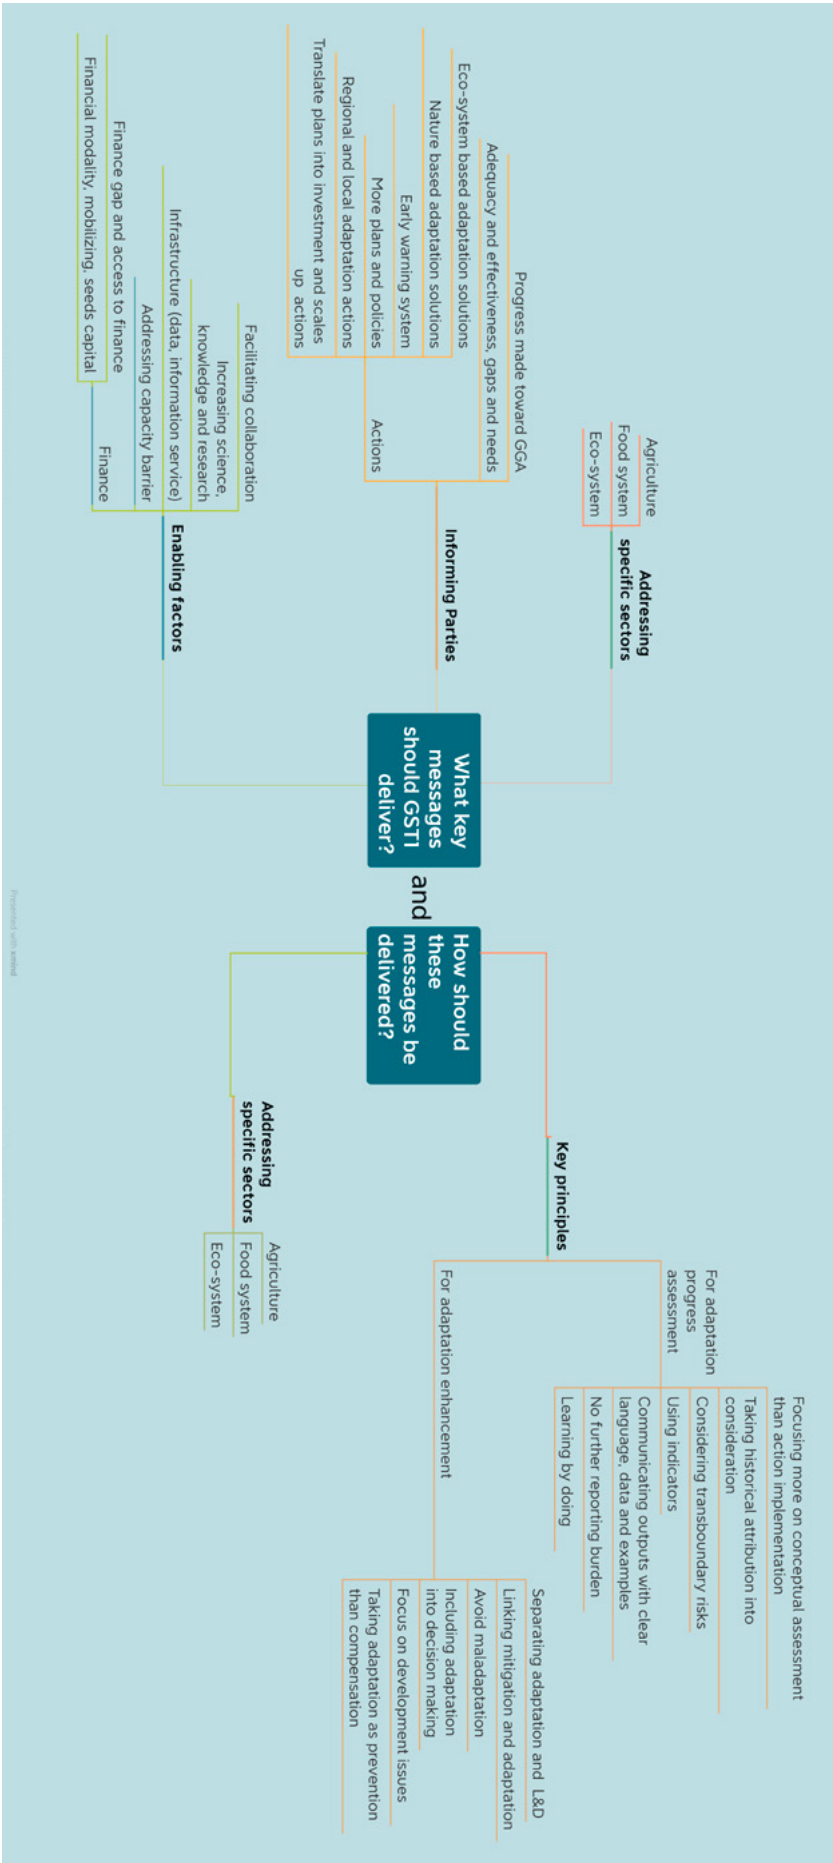 What key
messages
should GST1
deliver?
and
How should
these
messages be
delivered?
Addressing
specific sectors
Agriculture
Food system
Eco-system
Informing Parties
Progress made toward GGA
Adequacy and effectiveness, gaps and needs
Actions
Eco-system based adaptation solutions
Nature based adaptation solutions
Early warning system
More plans and policies
Regional and local adaptation actions
Translate plans into investment and scales
up actions
Enabling factors
Facilitating collaboration
Increasing science,
knowledge and research
Infrastructure (data, information service)
Addressing capacity barrier
Finance
Finance gap and access to finance
Financial modality, mobilizing, seeds capital
Key principles
For adaptation
progress
assessment
Focusing more on conceptual assessment
than action implementation
Taking historical attribution into
consideration
Considering transboundary risks
Using indicators
Communicating outputs with clear
language, data and examples
No further reporting burden
Learning by doing
For adaptation enhancement
Separating adaptation and L&D
Linking mitigation and adaptation
Avoid maladaptation
Including adaptation
into decision making
Focus on development issues
Taking adaptation as prevention
than compensation
Addressing
specific sectors
Agriculture
Food system
Eco-system
Presented with xmind